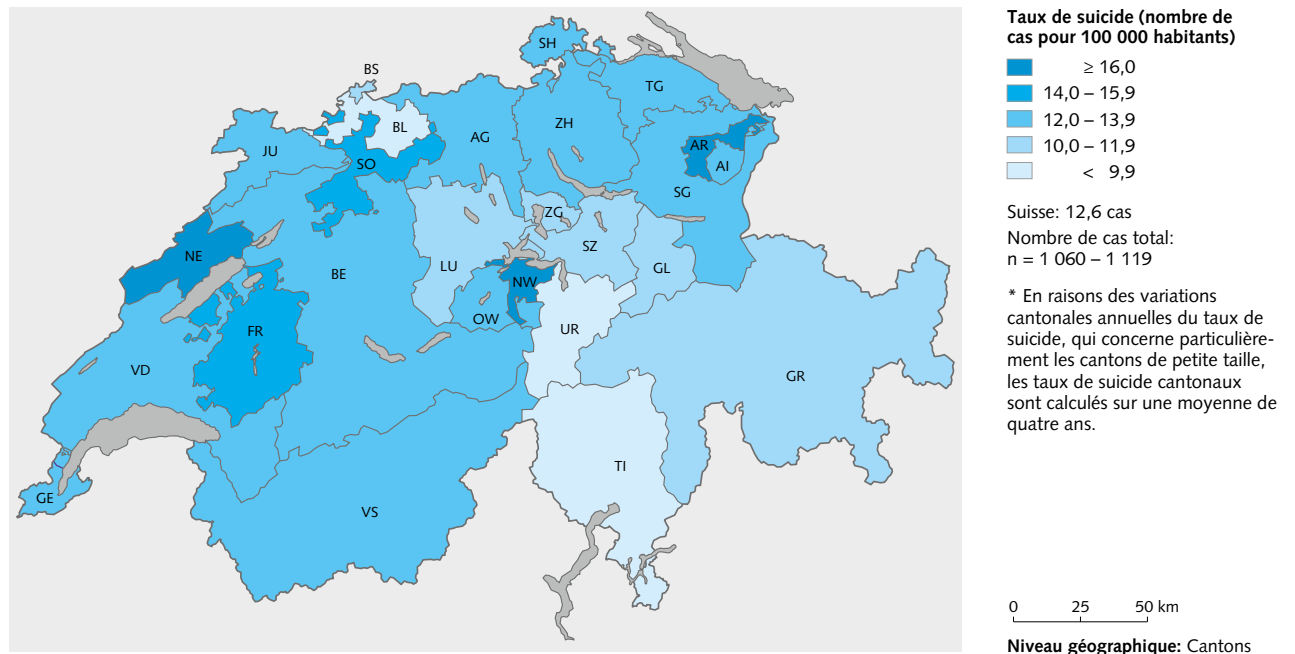 SH
BS
TG
BL
ZH
AG
AR
JU
SO
AI
SG
ZG
NE
SZ
BE
LU
GL
NW
OW
FR
UR
VD
GR
TI
GE
VS
Taux de suicide (nombre de
cas pour 100 000 habitants)
≥ 16,0
14,0 – 15,9
12,0 – 13,9
10,0 – 11,9
< 9,9
Suisse: 12,6 cas
Nombre de cas total:
n = 1 060 – 1 119
* En raisons des variations
cantonales annuelles du taux de
suicide, qui concerne particulière-
ment les cantons de petite taille,
les taux de suicide cantonaux
sont calculés sur une moyenne de
quatre ans.
0 25 50 km
Niveau géographique: Cantons